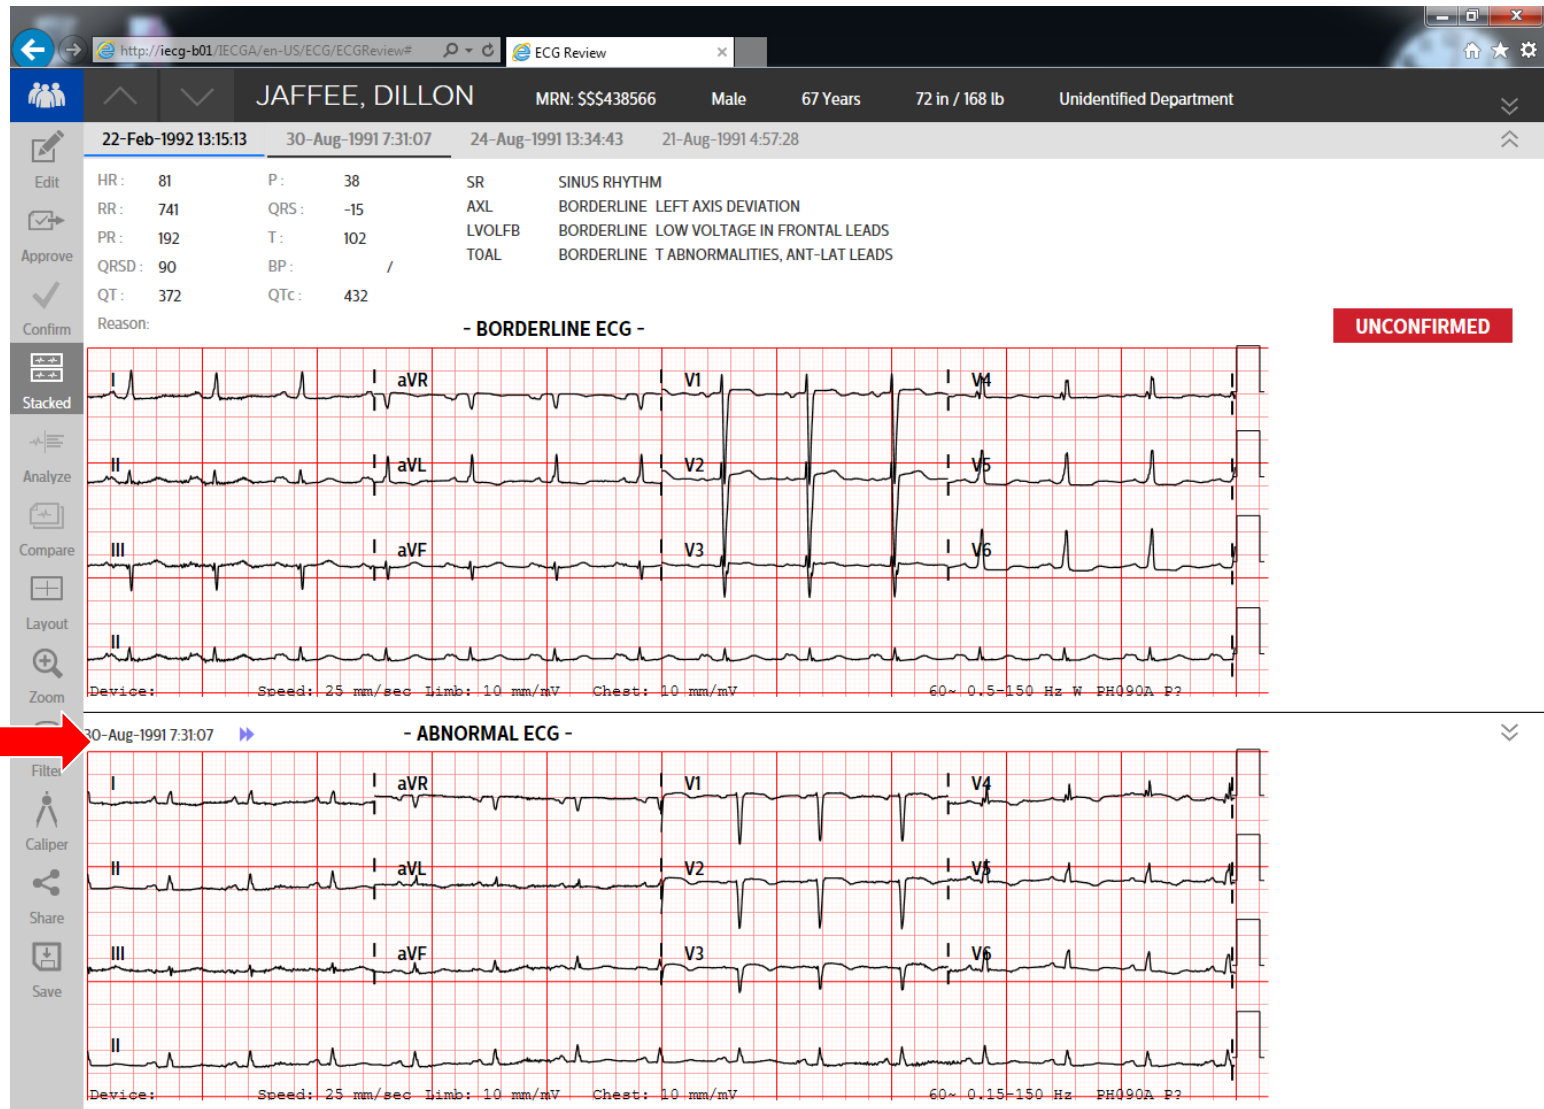 http://iecg-b01/IECGA/en-US/ECG/ECGReview#
ECG Review
JAFFEE, DILLON MRN: $$$438566 Male 67 Years 72 in / 168 lb Unidentified Department
22-Feb-1992 13:15:13 30-Aug-1991 7:31:07 24-Aug-1991 13:34:43 21-Aug-1991 4:57:28
Edit
Approve
Confirm
Stacked
Analyze
Compare
Layout
Zoom
Filter
Caliper
Share
Save
HR: 81 P: 38 SR SINUS RHYTHM
RR: 741 QRS: -15 AXL BORDERLINE LEFT AXIS DEVIATION
PR: 192 T: 102 LVOLFB BORDERLINE LOW VOLTAGE IN FRONTAL LEADS
QRSD: 90 BP: / T0AL BORDERLINE T ABNORMALITIES, ANT-LAT LEADS
QT: 372 QTc: 432
Reason:
- BORDERLINE ECG -
UNCONFIRMED
I aVR V1 V4
II aVL V2 V5
III aVF V3 V6
II
Device: Speed: 25 mm/sec Limb: 10 mm/mV Chest: 10 mm/mV 60~ 0.5-150 Hz W PH090A P?
30-Aug-1991 7:31:07 - ABNORMAL ECG -
I aVR V1 V4
II aVL V2 V5
III aVF V3 V6
II
Device: Speed: 25 mm/sec Limb: 10 mm/mV Chest: 10 mm/mV 60~ 0.15-150 Hz PH090A P?